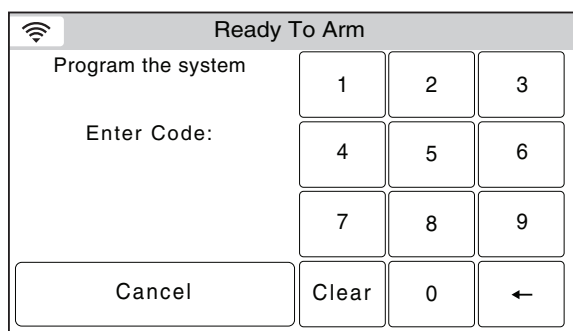 Ready To Arm
Program the system
Enter Code:
1 2 3
4 5 6
7 8 9
Cancel
Clear 0 ←